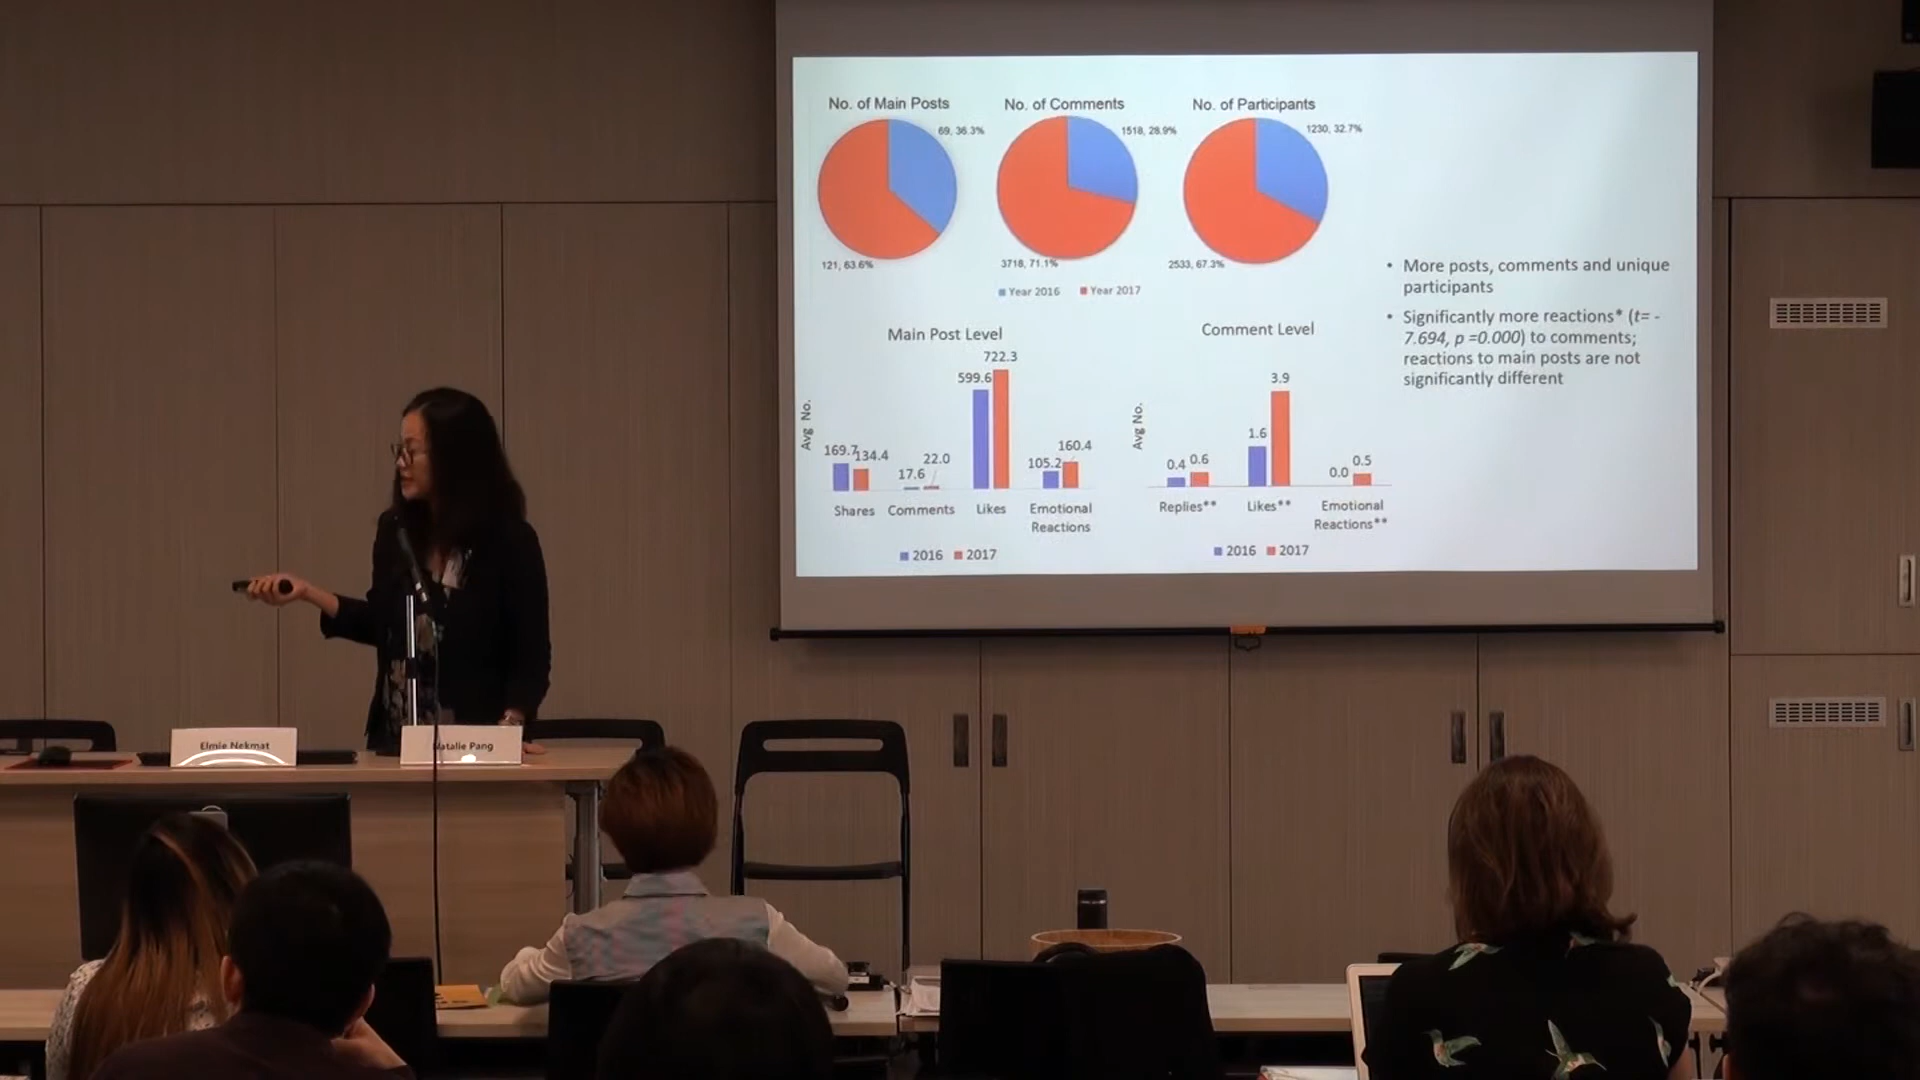 No. of Main Posts
69, 36.3%
121, 63.6%
No. of Comments
1518, 28.9%
3718, 71.1%
No. of Participants
1230, 32.7%
2533, 67.3%
Year 2016 Year 2017
Main Post Level
Avg No.
169.7
134.4
17.6
22.0
599.6
722.3
105.2
160.4
Shares Comments Likes Emotional
Reactions
2016 2017
Comment Level
Avg No.
0.4
0.6
1.6
3.9
0.0
0.5
Replies** Likes** Emotional
Reactions**
2016 2017
• More posts, comments and unique
participants
• Significantly more reactions* (t= -
7.694, p =0.000) to comments;
reactions to main posts are not
significantly different
Elmie Nekmat
Natalie Pang